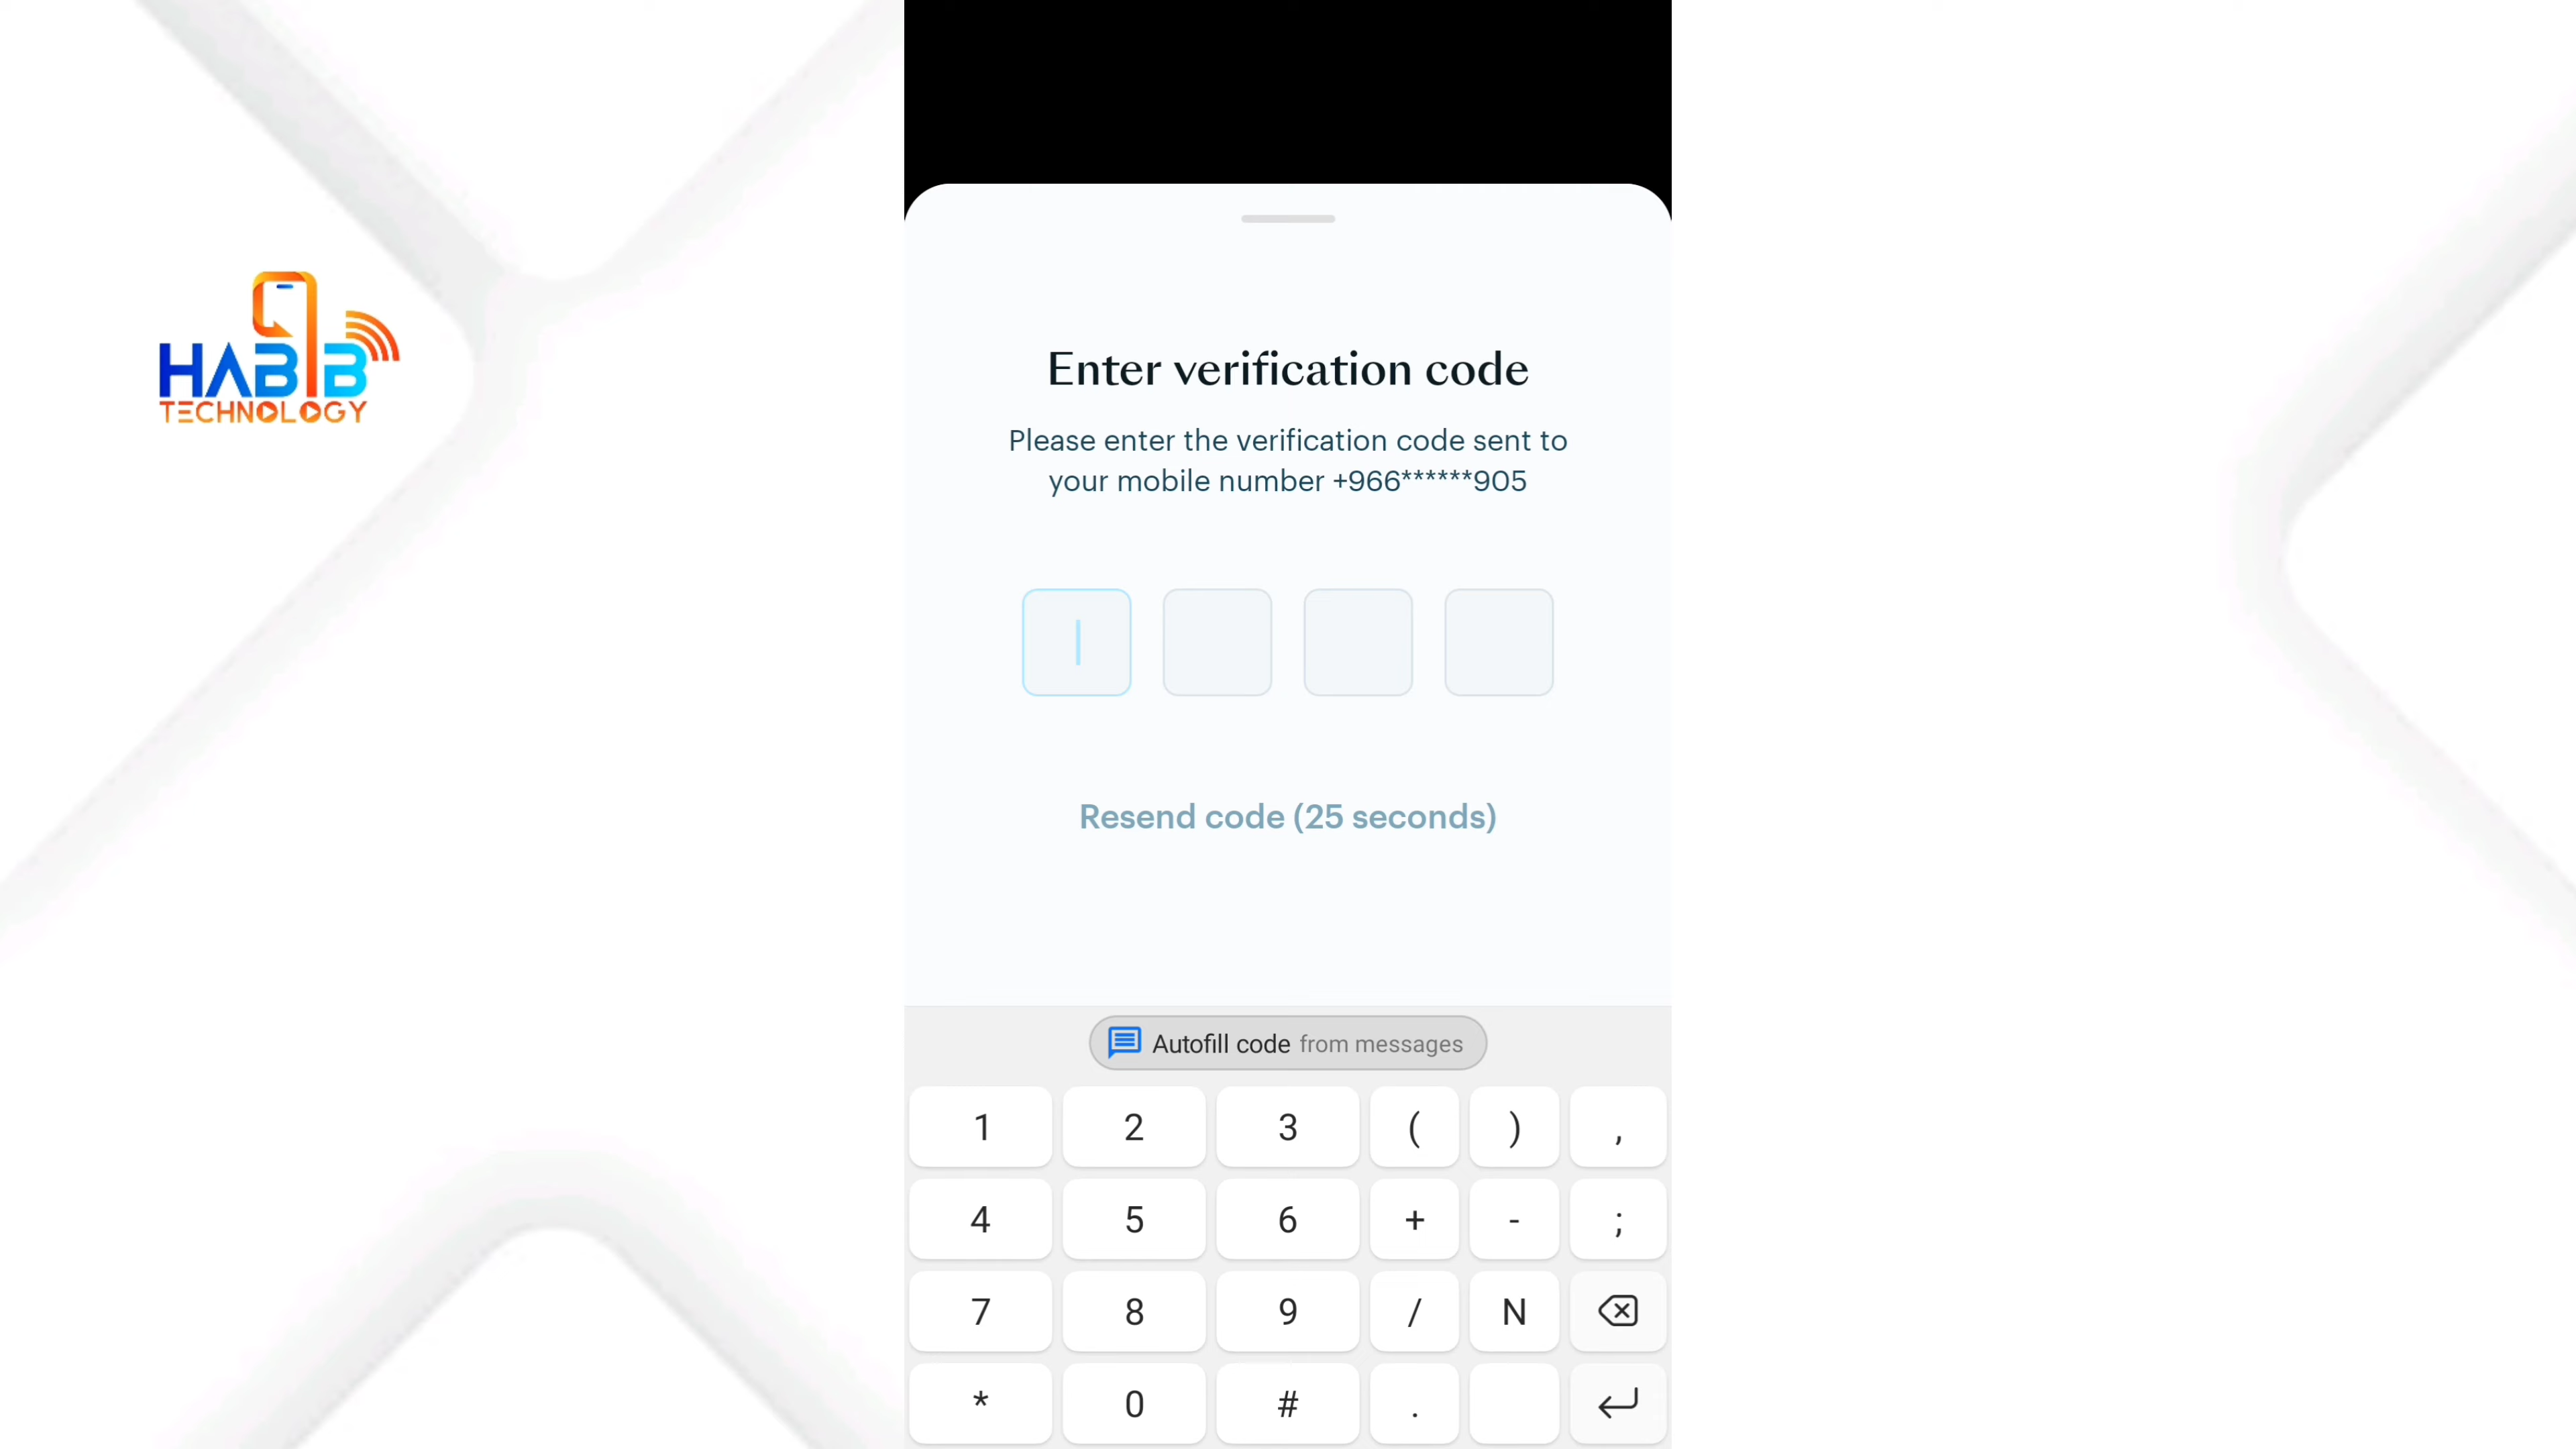 HABIB
TECHNOLOGY
Enter verification code
Please enter the verification code sent to
your mobile number +966******905
Resend code (25 seconds)
Autofill code from messages
1 2 3 ( ) ,
4 5 6 + - ;
7 8 9 / N
* 0 # .